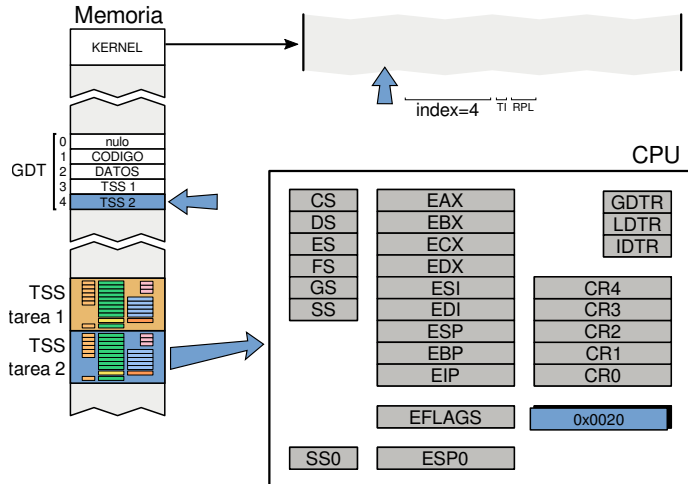 Memoria
KERNEL
index=4 TI RPL
GDT
0 nulo
1 CODIGO
2 DATOS
3 TSS 1
4 TSS 2
TSS
tarea 1
TSS
tarea 2
CPU
CS EAX GDTR
DS EBX LDTR
ES ECX IDTR
FS EDX
GS ESI CR4
SS EDI CR3
ESP CR2
EBP CR1
EIP CR0
EFLAGS 0x0020
SS0 ESP0